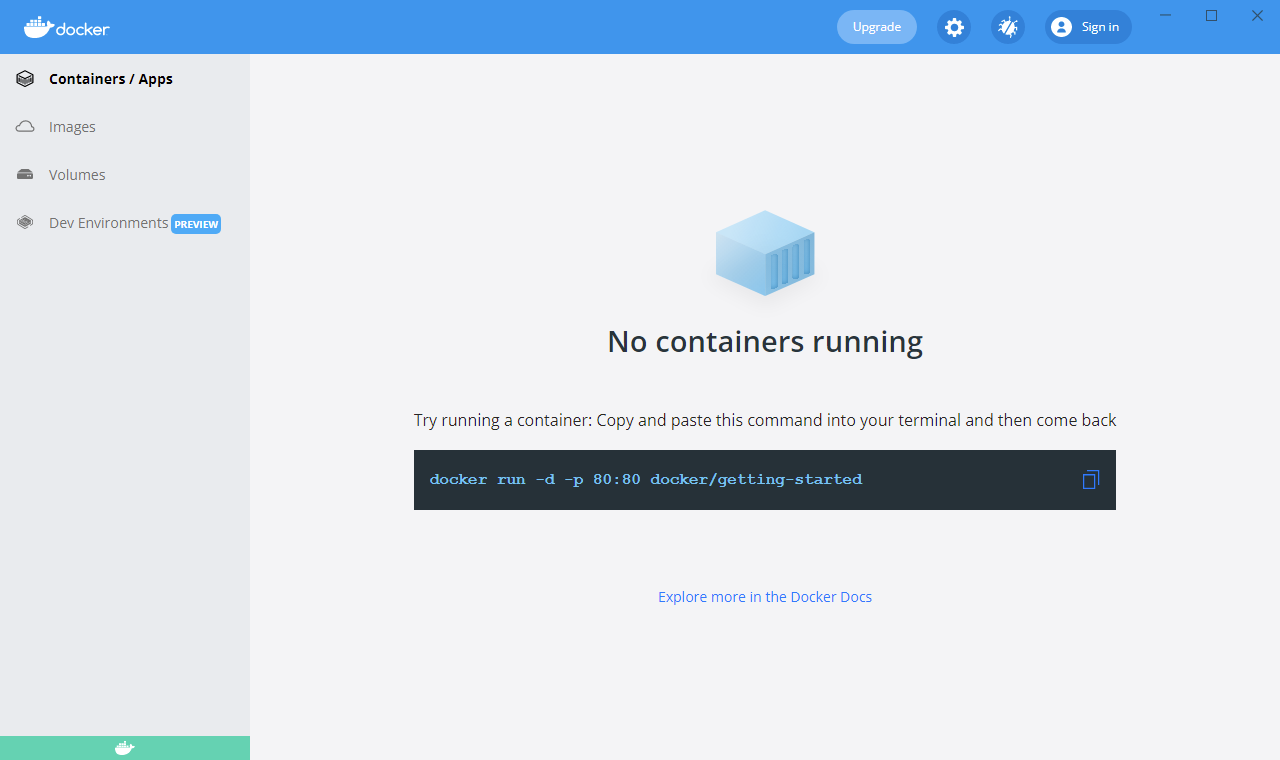 docker
Upgrade
Sign in
Containers / Apps
Images
Volumes
Dev Environments PREVIEW
No containers running
Try running a container: Copy and paste this command into your terminal and then come back
docker run -d -p 80:80 docker/getting-started
Explore more in the Docker Docs